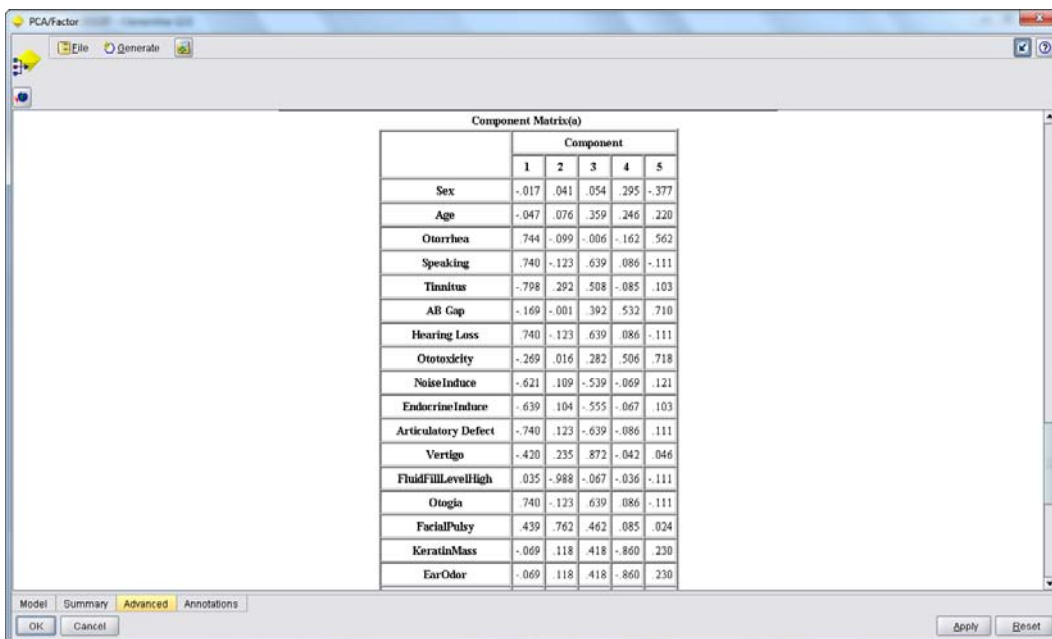 PCA/Factor
File Generate
Component Matrix(a)
Component
1 2 3 4 5
Sex -.017 .041 .054 .295 -.377
Age -.047 .076 .359 .246 .220
Otorrhea .744 -.099 -.006 -.162 .562
Speaking .740 -.123 .639 .086 -.111
Tinnitus -.798 .292 .508 -.085 .103
AB Gap -.169 -.001 .392 .532 .710
Hearing Loss .740 -.123 .639 .086 -.111
Ototoxicity -.269 .016 .282 .506 .718
NoiseInduce -.621 .109 -.539 -.069 .121
EndocrineInduce -.639 .104 -.555 -.067 .103
Articulatory Defect -.740 .123 -.639 -.086 .111
Vertigo -.420 .235 .872 -.042 .046
FluidFillLevelHigh .035 -.988 -.067 -.036 -.111
Otogia .740 -.123 .639 .086 -.111
FacialPulsy .439 .762 .462 .085 .024
KeratinMass -.069 .118 .418 -.860 .230
EarOdor -.069 .118 .418 -.860 .230
Model Summary Advanced Annotations
OK Cancel Apply Reset